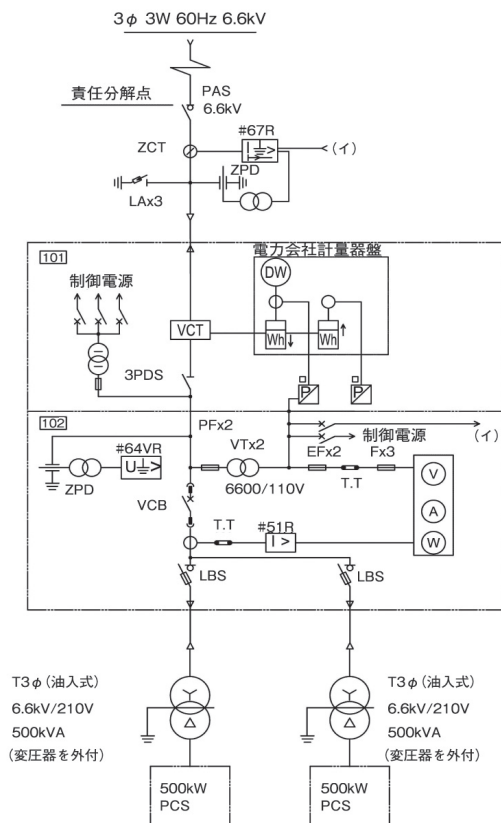 3φ 3W 60Hz 6.6kV
責任分解点
PAS
6.6kV
#67R
I >
(イ)
ZCT
ZPD
LAx3
101
電力会社計量器盤
制御電源
DW
VCT
Wh
Wh
3PDS
P
P
102
PFx2
VTx2
制御電源
(イ)
#64VR
U >
EFx2
Fx3
V
ZPD
6600/110V
T.T
VCB
T.T
#51R
I >
A
W
LBS
LBS
T3φ (油入式)
6.6kV/210V
500kVA
(変圧器を外付)
T3φ (油入式)
6.6kV/210V
500kVA
(変圧器を外付)
500kW
PCS
500kW
PCS